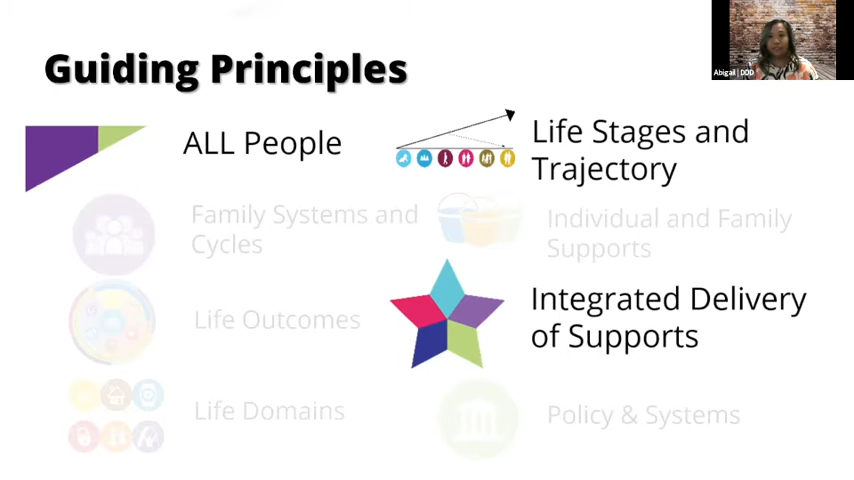 Guiding Principles
Abigail | DDD
ALL People
Life Stages and
Trajectory
Family Systems and
Cycles
Individual and Family
Supports
Life Outcomes
Integrated Delivery
of Supports
Life Domains
Policy & Systems